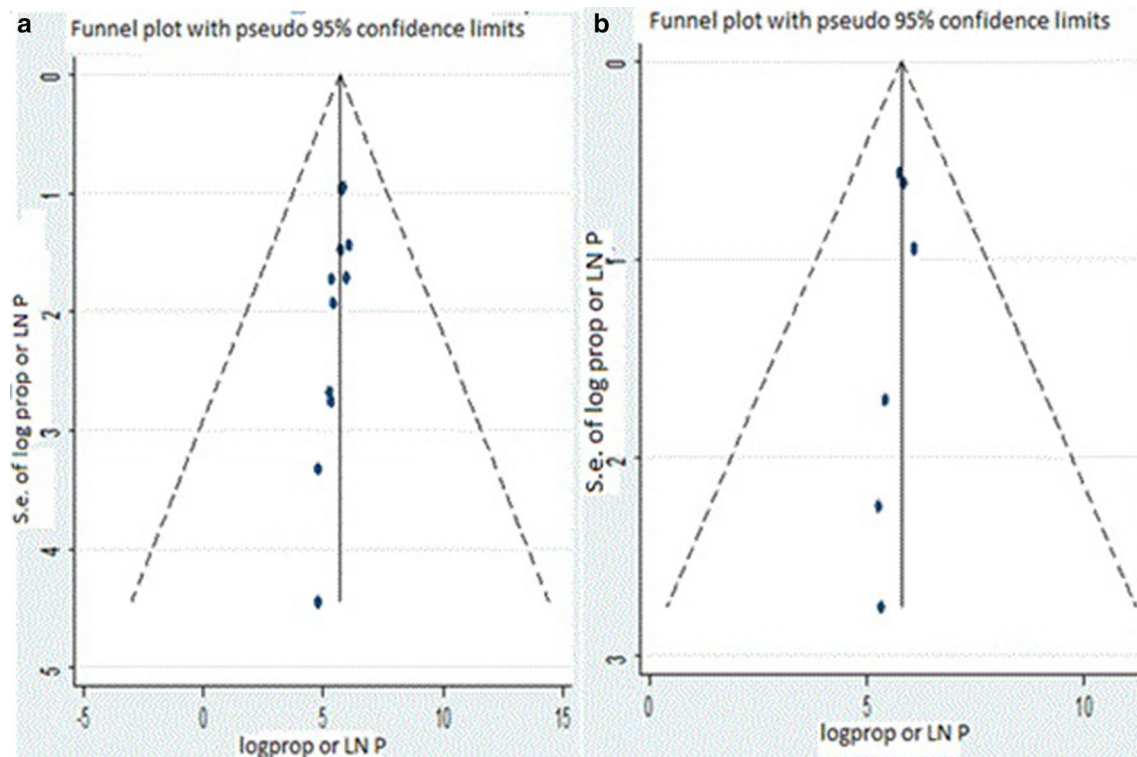 a
Funnel plot with pseudo 95% confidence limits
S.e. of log prop or LN P
0
1
2
3
4
5
-5
0
5
10
15
logprop or LN P
b
Funnel plot with pseudo 95% confidence limits
S.e. of log prop or LN P
0
1
2
3
0
5
10
logprop or LN P